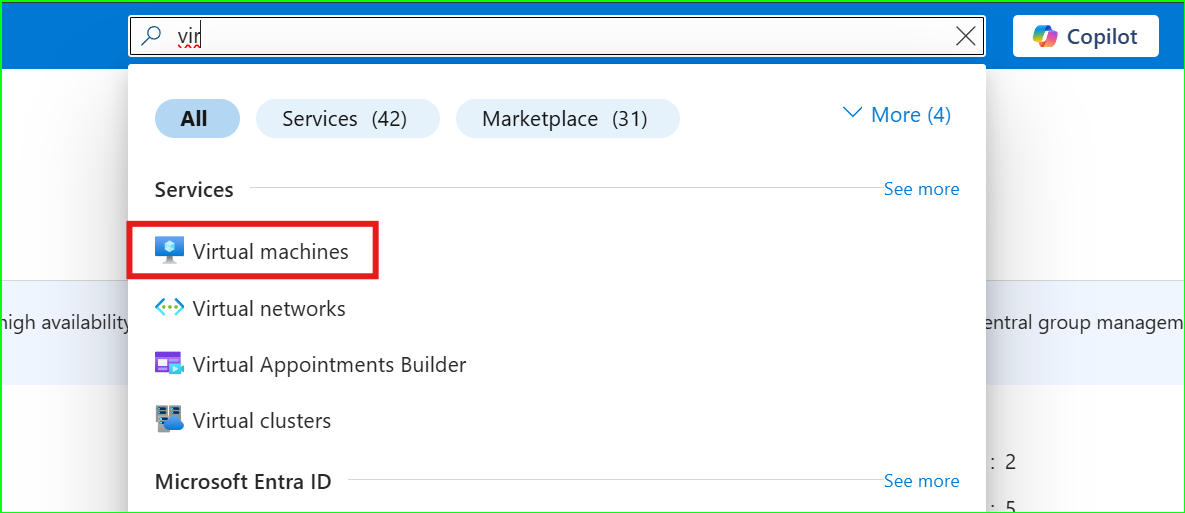 vir
Copilot
All Services (42) Marketplace (31) More (4)
Services See more
Virtual machines
Virtual networks
high availability
entral group managem
Virtual Appointments Builder
Virtual clusters
: 2
Microsoft Entra ID See more
: 5